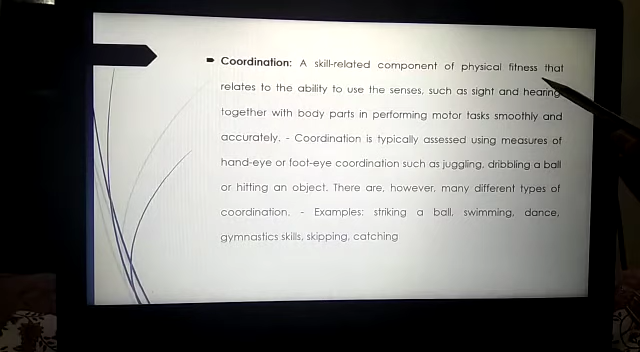 Coordination: A skill-related component of physical fitness that
relates to the ability to use the senses, such as sight and hearing
together with body parts in performing motor tasks smoothly and
accurately. - Coordination is typically assessed using measures of
hand-eye or foot-eye coordination such as juggling, dribbling a ball
or hitting an object. There are, however, many different types of
coordination. - Examples: striking a ball, swimming, dance,
gymnastics skills, skipping, catching